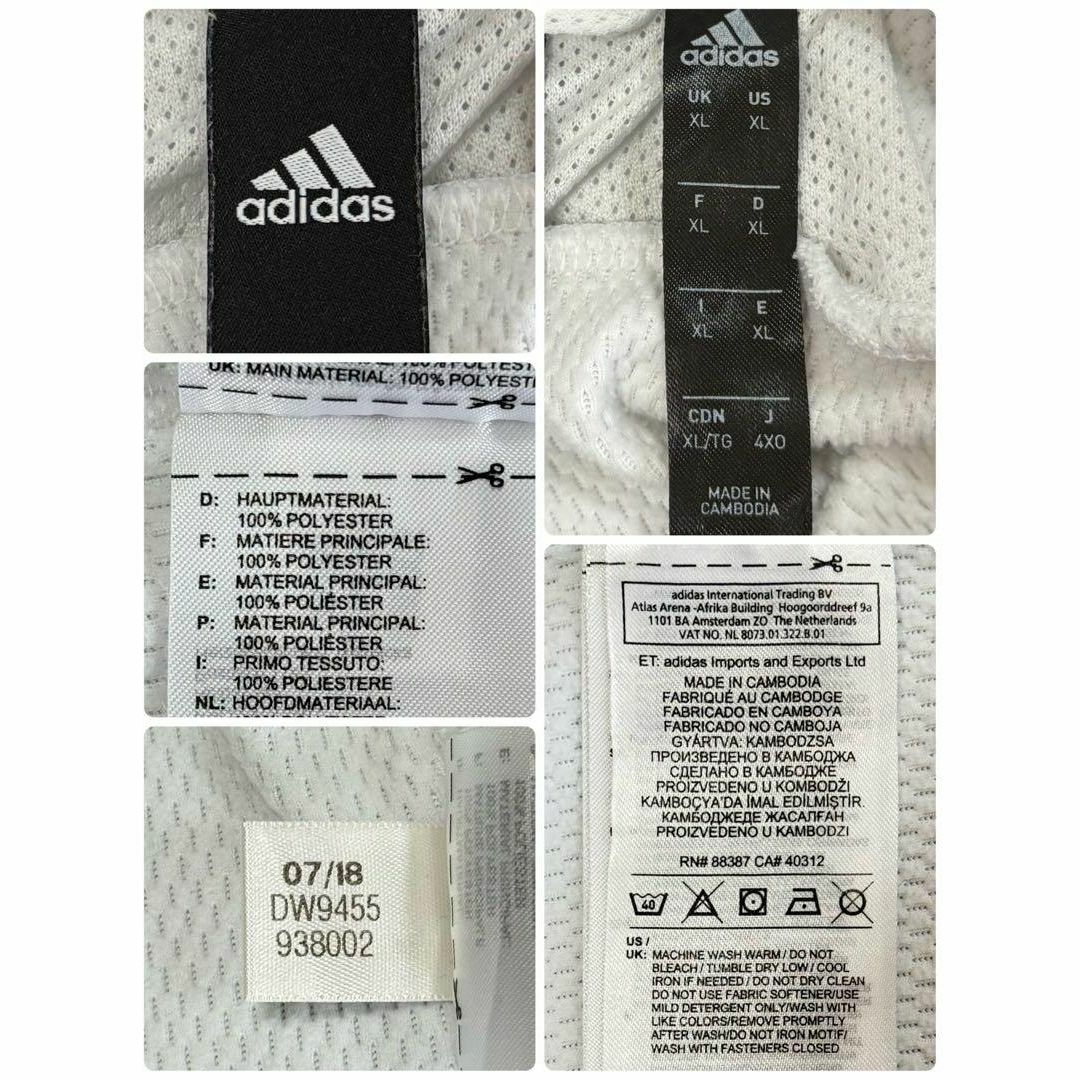 adidas
adidas
UK US
XL XL
F D
XL XL
I E
XL XL
CDN J
XL/TG 4XO
MADE IN
CAMBODIA
UK: MAIN MATERIAL: 100% POLYEST
D: HAUPTMATERIAL:
100% POLYESTER
F: MATIERE PRINCIPALE:
100% POLYESTER
E: MATERIAL PRINCIPAL:
100% POLIÉSTER
P: MATERIAL PRINCIPAL:
100% POLIÉSTER
I: PRIMO TESSUTO:
100% POLIESTERE
NL: HOOFDMATERIAAL:
adidas International Trading BV
Atlas Arena -Afrika Building Hoogoorddreef 9a
1101 BA Amsterdam ZO The Netherlands
VAT NO. NL 8073.01.322.B.01
ET: adidas Imports and Exports Ltd
MADE IN CAMBODIA
FABRIQUÉ AU CAMBODGE
FABRICADO EN CAMBOYA
FABRICADO NO CAMBOJA
GYÁRTVA: KAMBODZSA
ПРОИЗВЕДЕНО В КАМБОДЖА
СДЕЛАНО В КАМБОДЖЕ
PROIZVEDENO U KOMBODŽI
KAMBOÇYA'DA İMAL EDİLMİŞTİR
КАМБОДЖЕДЕ ЖАСАЛҒАН
PROIZVEDENO U KAMBODZI
RN# 88387 CA# 40312
40
US /
UK: MACHINE WASH WARM / DO NOT
BLEACH / TUMBLE DRY LOW / COOL
IRON IF NEEDED / DO NOT DRY CLEAN
DO NOT USE FABRIC SOFTENER/USE
MILD DETERGENT ONLY/WASH WITH
LIKE COLORS/REMOVE PROMPTLY
AFTER WASH/DO NOT IRON MOTIF/
WASH WITH FASTENERS CLOSED
07/18
DW9455
938002